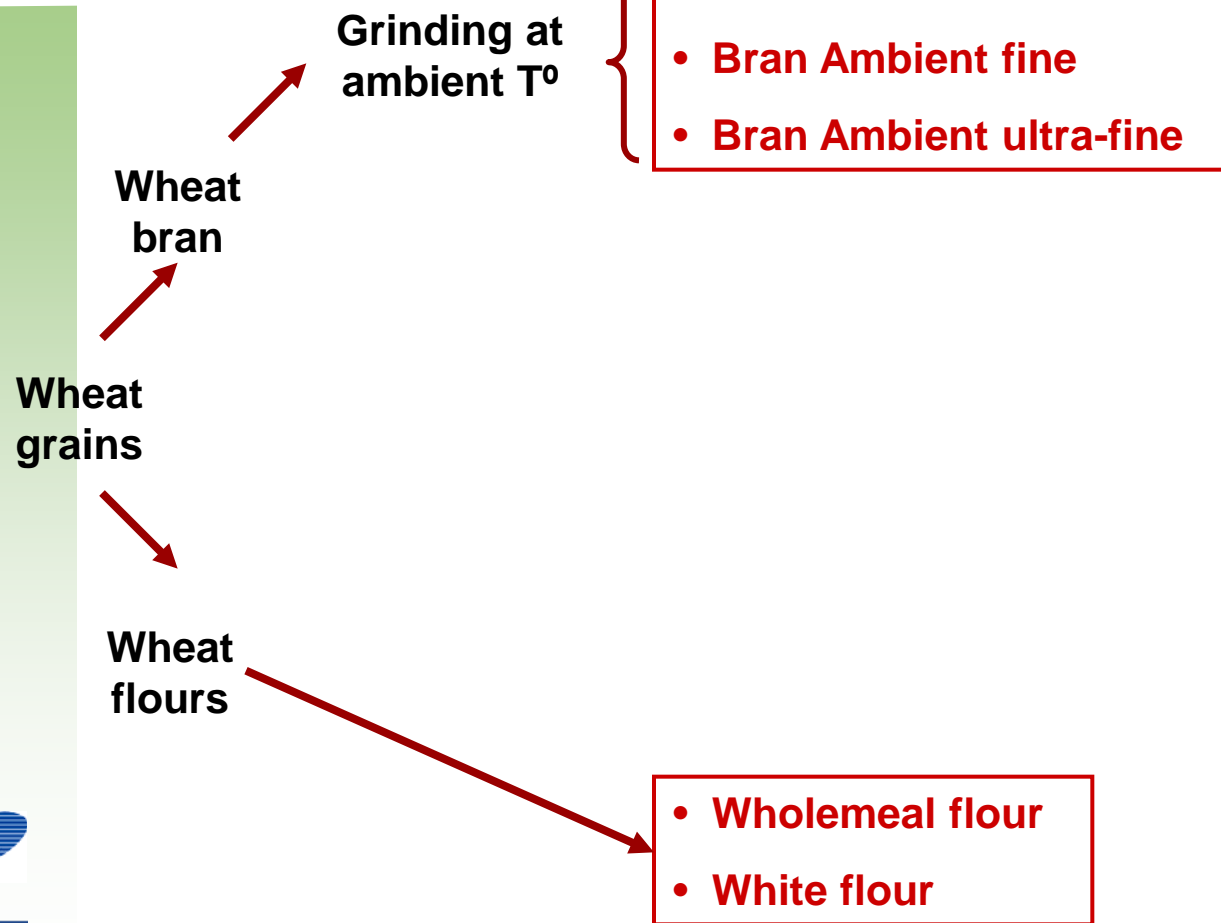 Grinding at
ambient Tº
• Bran Ambient fine
• Bran Ambient ultra-fine
Wheat
bran
Wheat
grains
Wheat
flours
• Wholemeal flour
• White flour